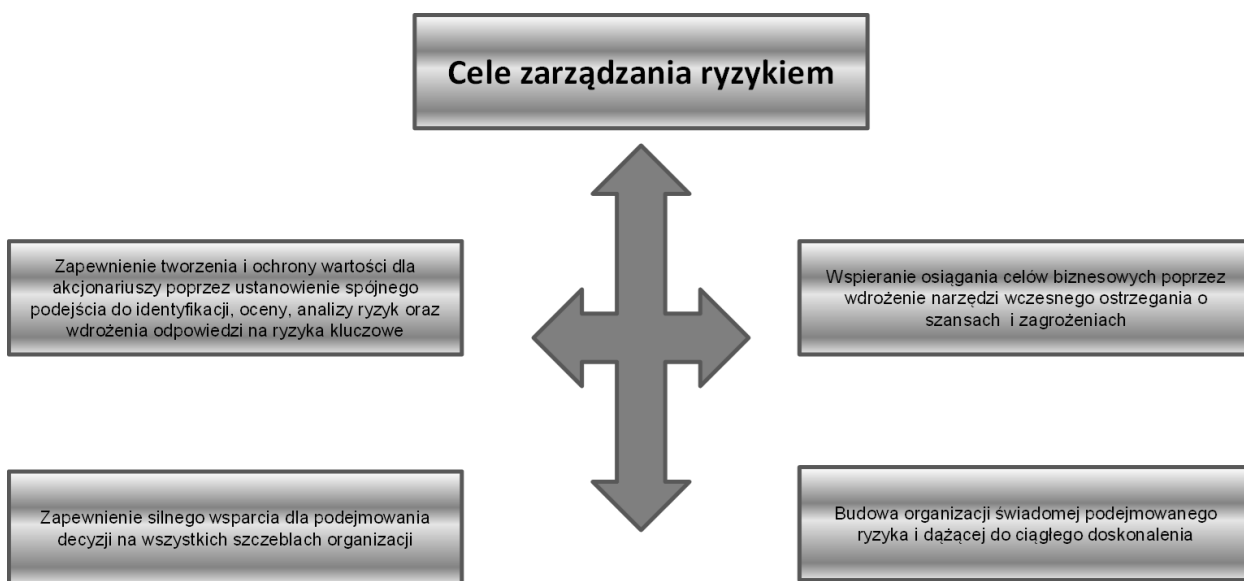 Cele zarządzania ryzykiem
Zapewnienie tworzenia i ochrony wartości dla
akcjonariuszy poprzez ustanowienie spójnego
podejścia do identyfikacji, oceny, analizy ryzyk oraz
wdrożenia odpowiedzi na ryzyka kluczowe
Wspieranie osiągania celów biznesowych poprzez
wdrożenie narzędzi wczesnego ostrzegania o
szansach i zagrożeniach
Zapewnienie silnego wsparcia dla podejmowania
decyzji na wszystkich szczeblach organizacji
Budowa organizacji świadomej podejmowanego
ryzyka i dążącej do ciągłego doskonalenia